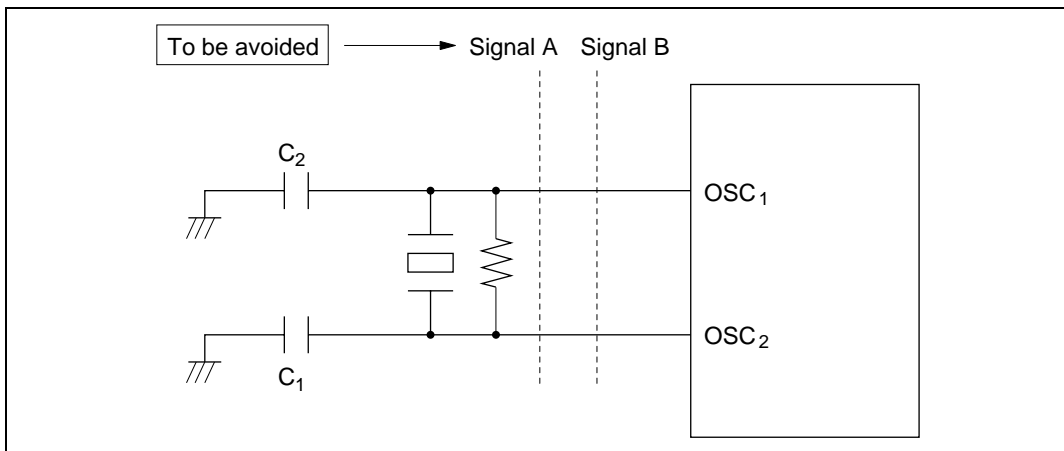 To be avoided
Signal A
Signal B
C2
OSC1
OSC2
C1